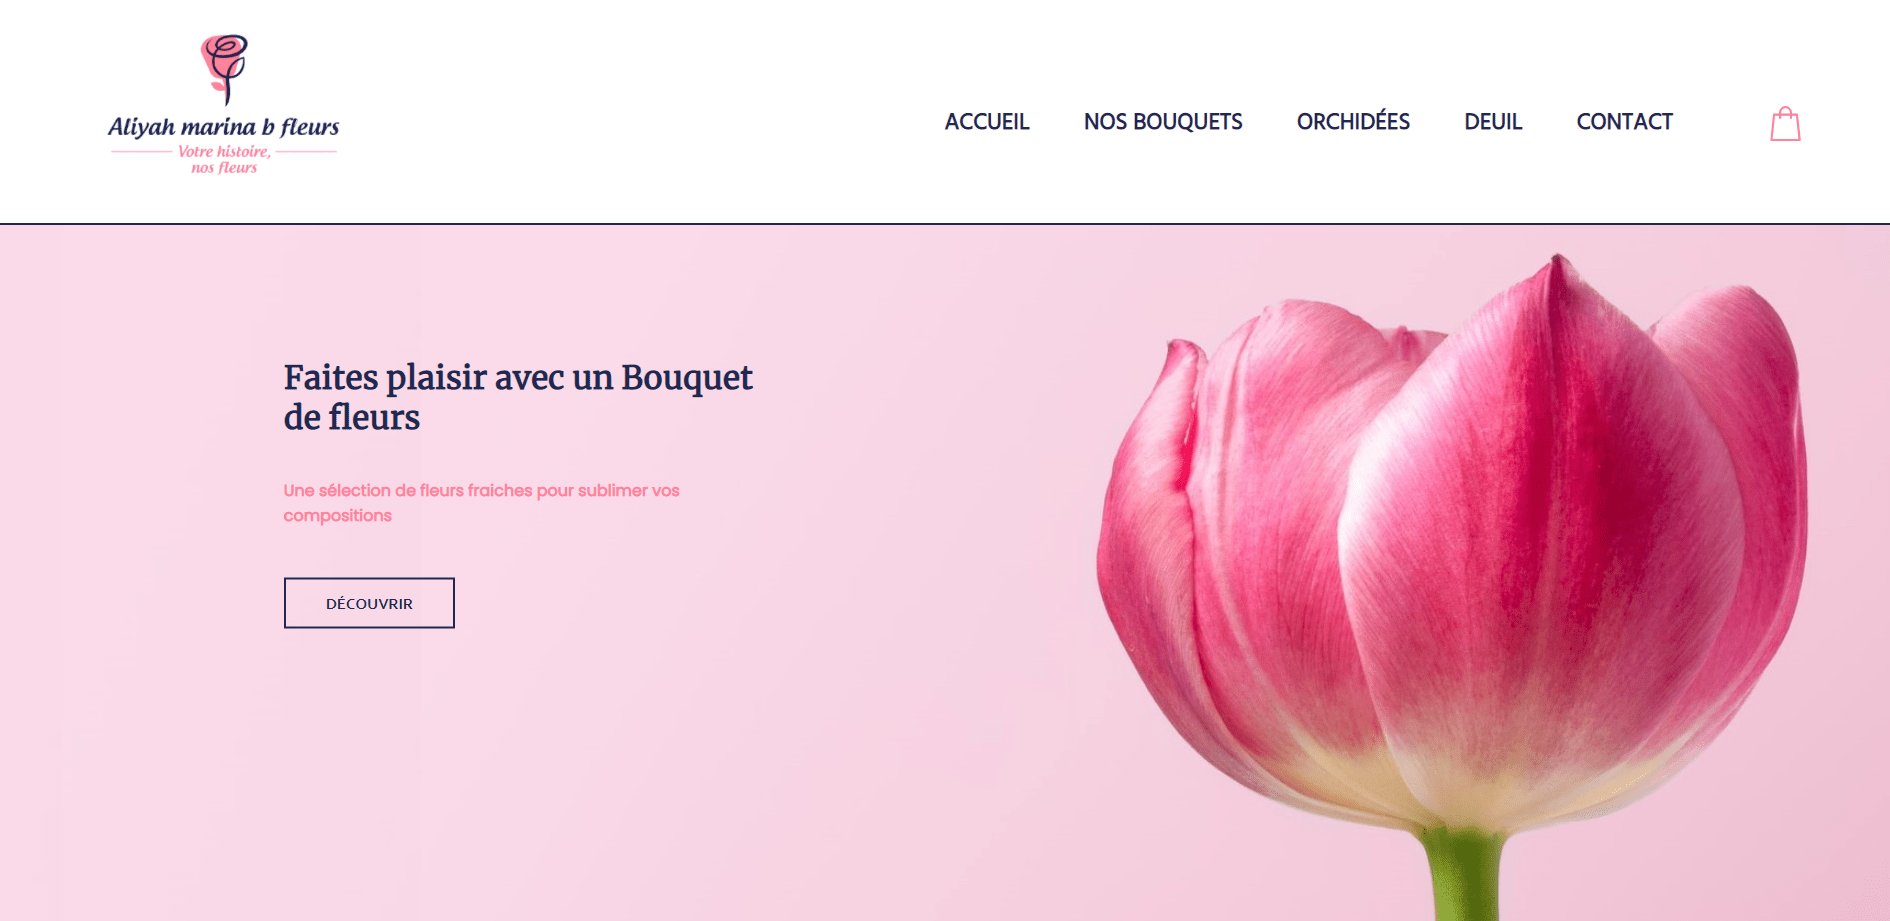 Aliyah marina b fleurs
Votre histoire,
nos fleurs
ACCUEIL NOS BOUQUETS ORCHIDÉES DEUIL CONTACT
Faites plaisir avec un Bouquet
de fleurs
Une sélection de fleurs fraiches pour sublimer vos
compositions
DÉCOUVRIR